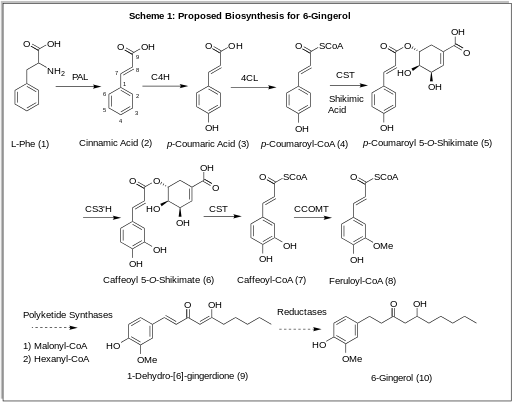 Scheme 1: Proposed Biosynthesis for 6-Gingerol
O OH NH2
PAL
O OH 9 8 7 1 6 2 5 3 4
C4H
O OH OH
4CL
O SCoA OH
CST
Shikimic
Acid
O O OH O HO OH OH
L-Phe (1) Cinnamic Acid (2) p-Coumaric Acid (3) p-Coumaroyl-CoA (4) p-Coumaroyl 5-O-Shikimate (5)
CS3'H
O O OH O HO OH OH OH
CST
O SCoA OH OH
CCOMT
O SCoA OMe OH
Caffeoyl 5-O-Shikimate (6) Caffeoyl-CoA (7) Feruloyl-CoA (8)
Polyketide Synthases
1) Malonyl-CoA
2) Hexanyl-CoA
O OH HO OMe
Reductases
O OH HO OMe
1-Dehydro-[6]-gingerdione (9) 6-Gingerol (10)